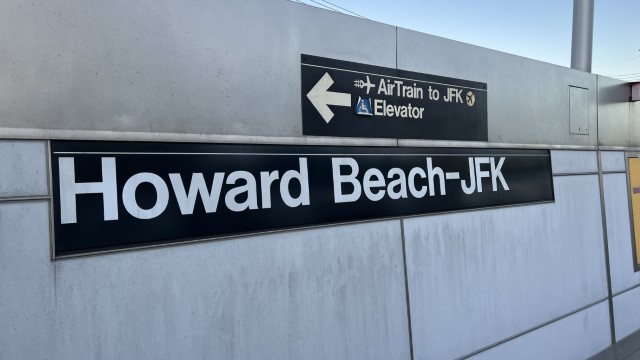 AirTrain to JFK
Elevator
Howard Beach-JFK